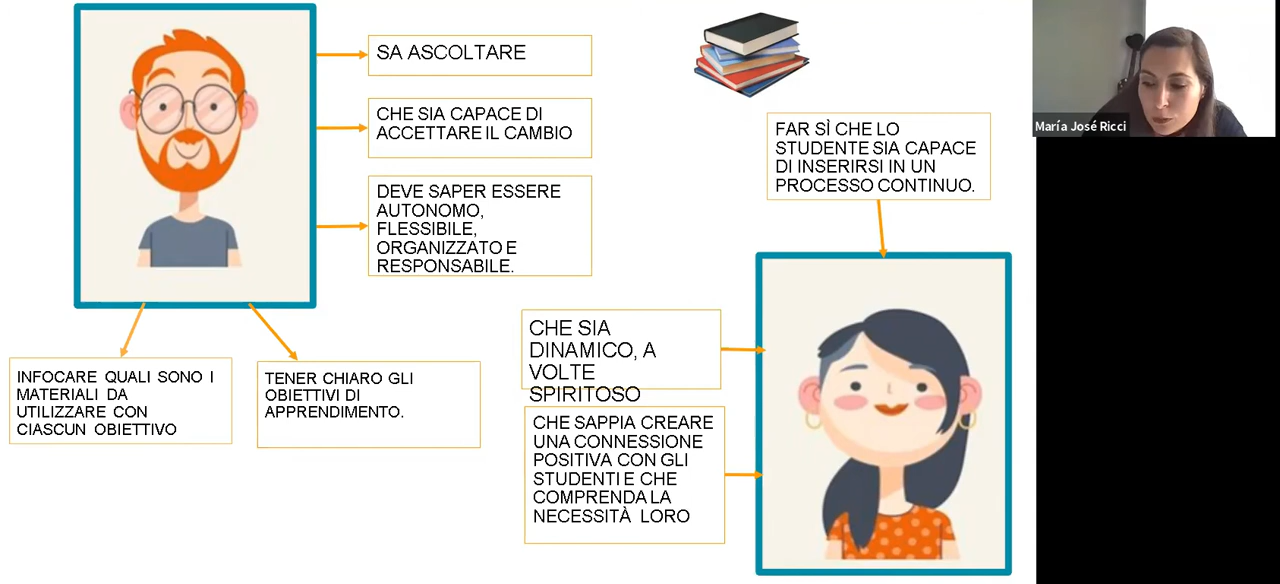 SA ASCOLTARE
CHE SIA CAPACE DI
ACCETTARE IL CAMBIO
DEVE SAPER ESSERE
AUTONOMO,
FLESSIBILE,
ORGANIZZATO E
RESPONSABILE.
INFOCARE QUALI SONO I
MATERIALI DA
UTILIZZARE CON
CIASCUN OBIETTIVO
TENER CHIARO GLI
OBIETTIVI DI
APPRENDIMENTO.
FAR SÌ CHE LO
STUDENTE SIA CAPACE
DI INSERIRSI IN UN
PROCESSO CONTINUO.
CHE SIA
DINAMICO, A
VOLTE
SPIRITOSO
CHE SAPPIA CREARE
UNA CONNESSIONE
POSITIVA CON GLI
STUDENTI E CHE
COMPRENDA LA
NECESSITÀ LORO
María José Ricci